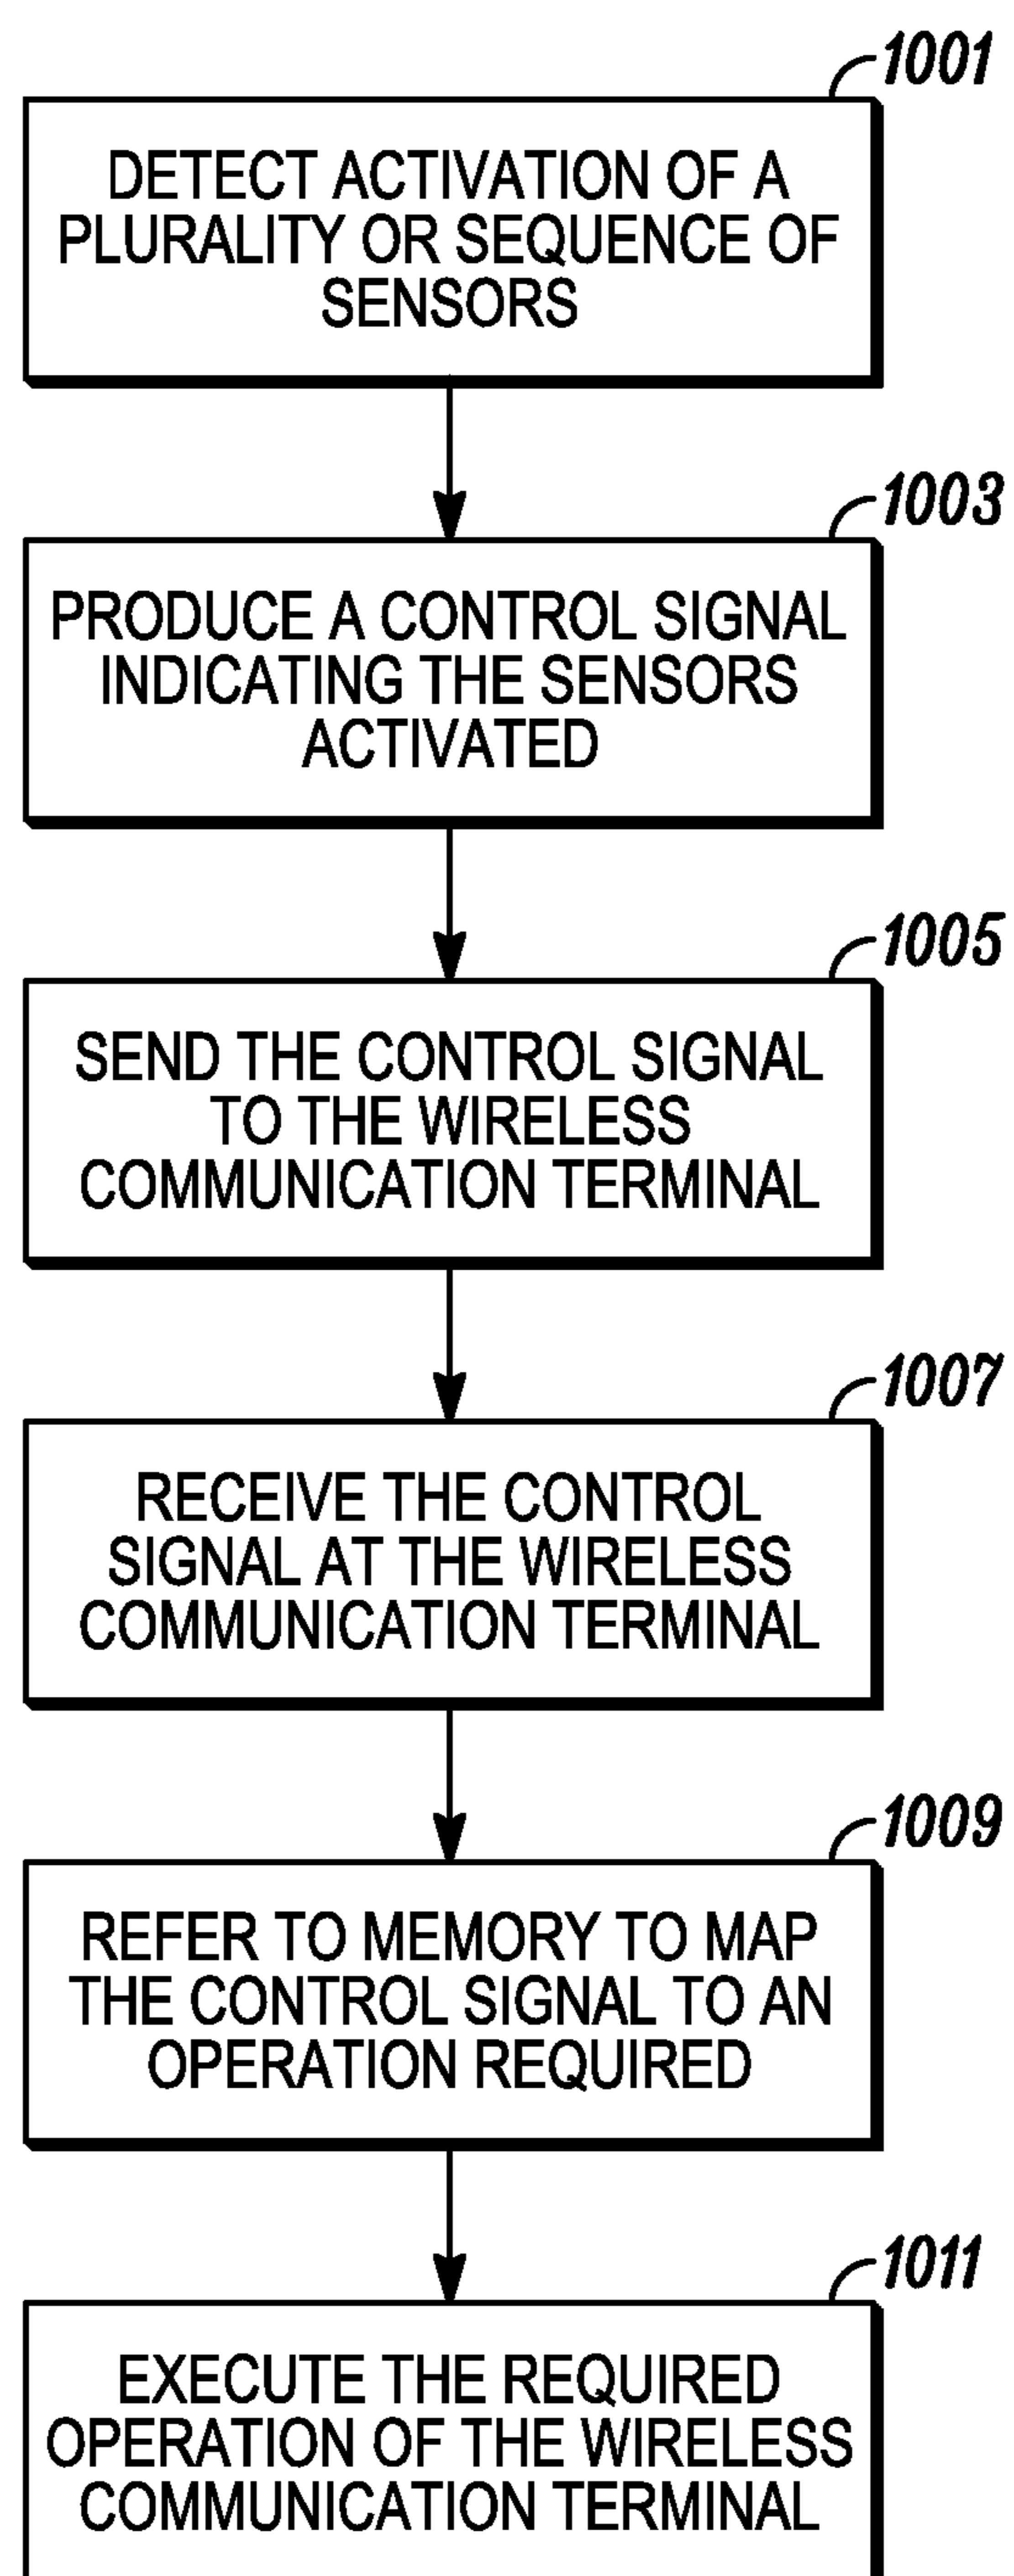 1001
DETECT ACTIVATION OF A
PLURALITY OR SEQUENCE OF
SENSORS
1003
PRODUCE A CONTROL SIGNAL
INDICATING THE SENSORS
ACTIVATED
1005
SEND THE CONTROL SIGNAL
TO THE WIRELESS
COMMUNICATION TERMINAL
1007
RECEIVE THE CONTROL
SIGNAL AT THE WIRELESS
COMMUNICATION TERMINAL
1009
REFER TO MEMORY TO MAP
THE CONTROL SIGNAL TO AN
OPERATION REQUIRED
1011
EXECUTE THE REQUIRED
OPERATION OF THE WIRELESS
COMMUNICATION TERMINAL